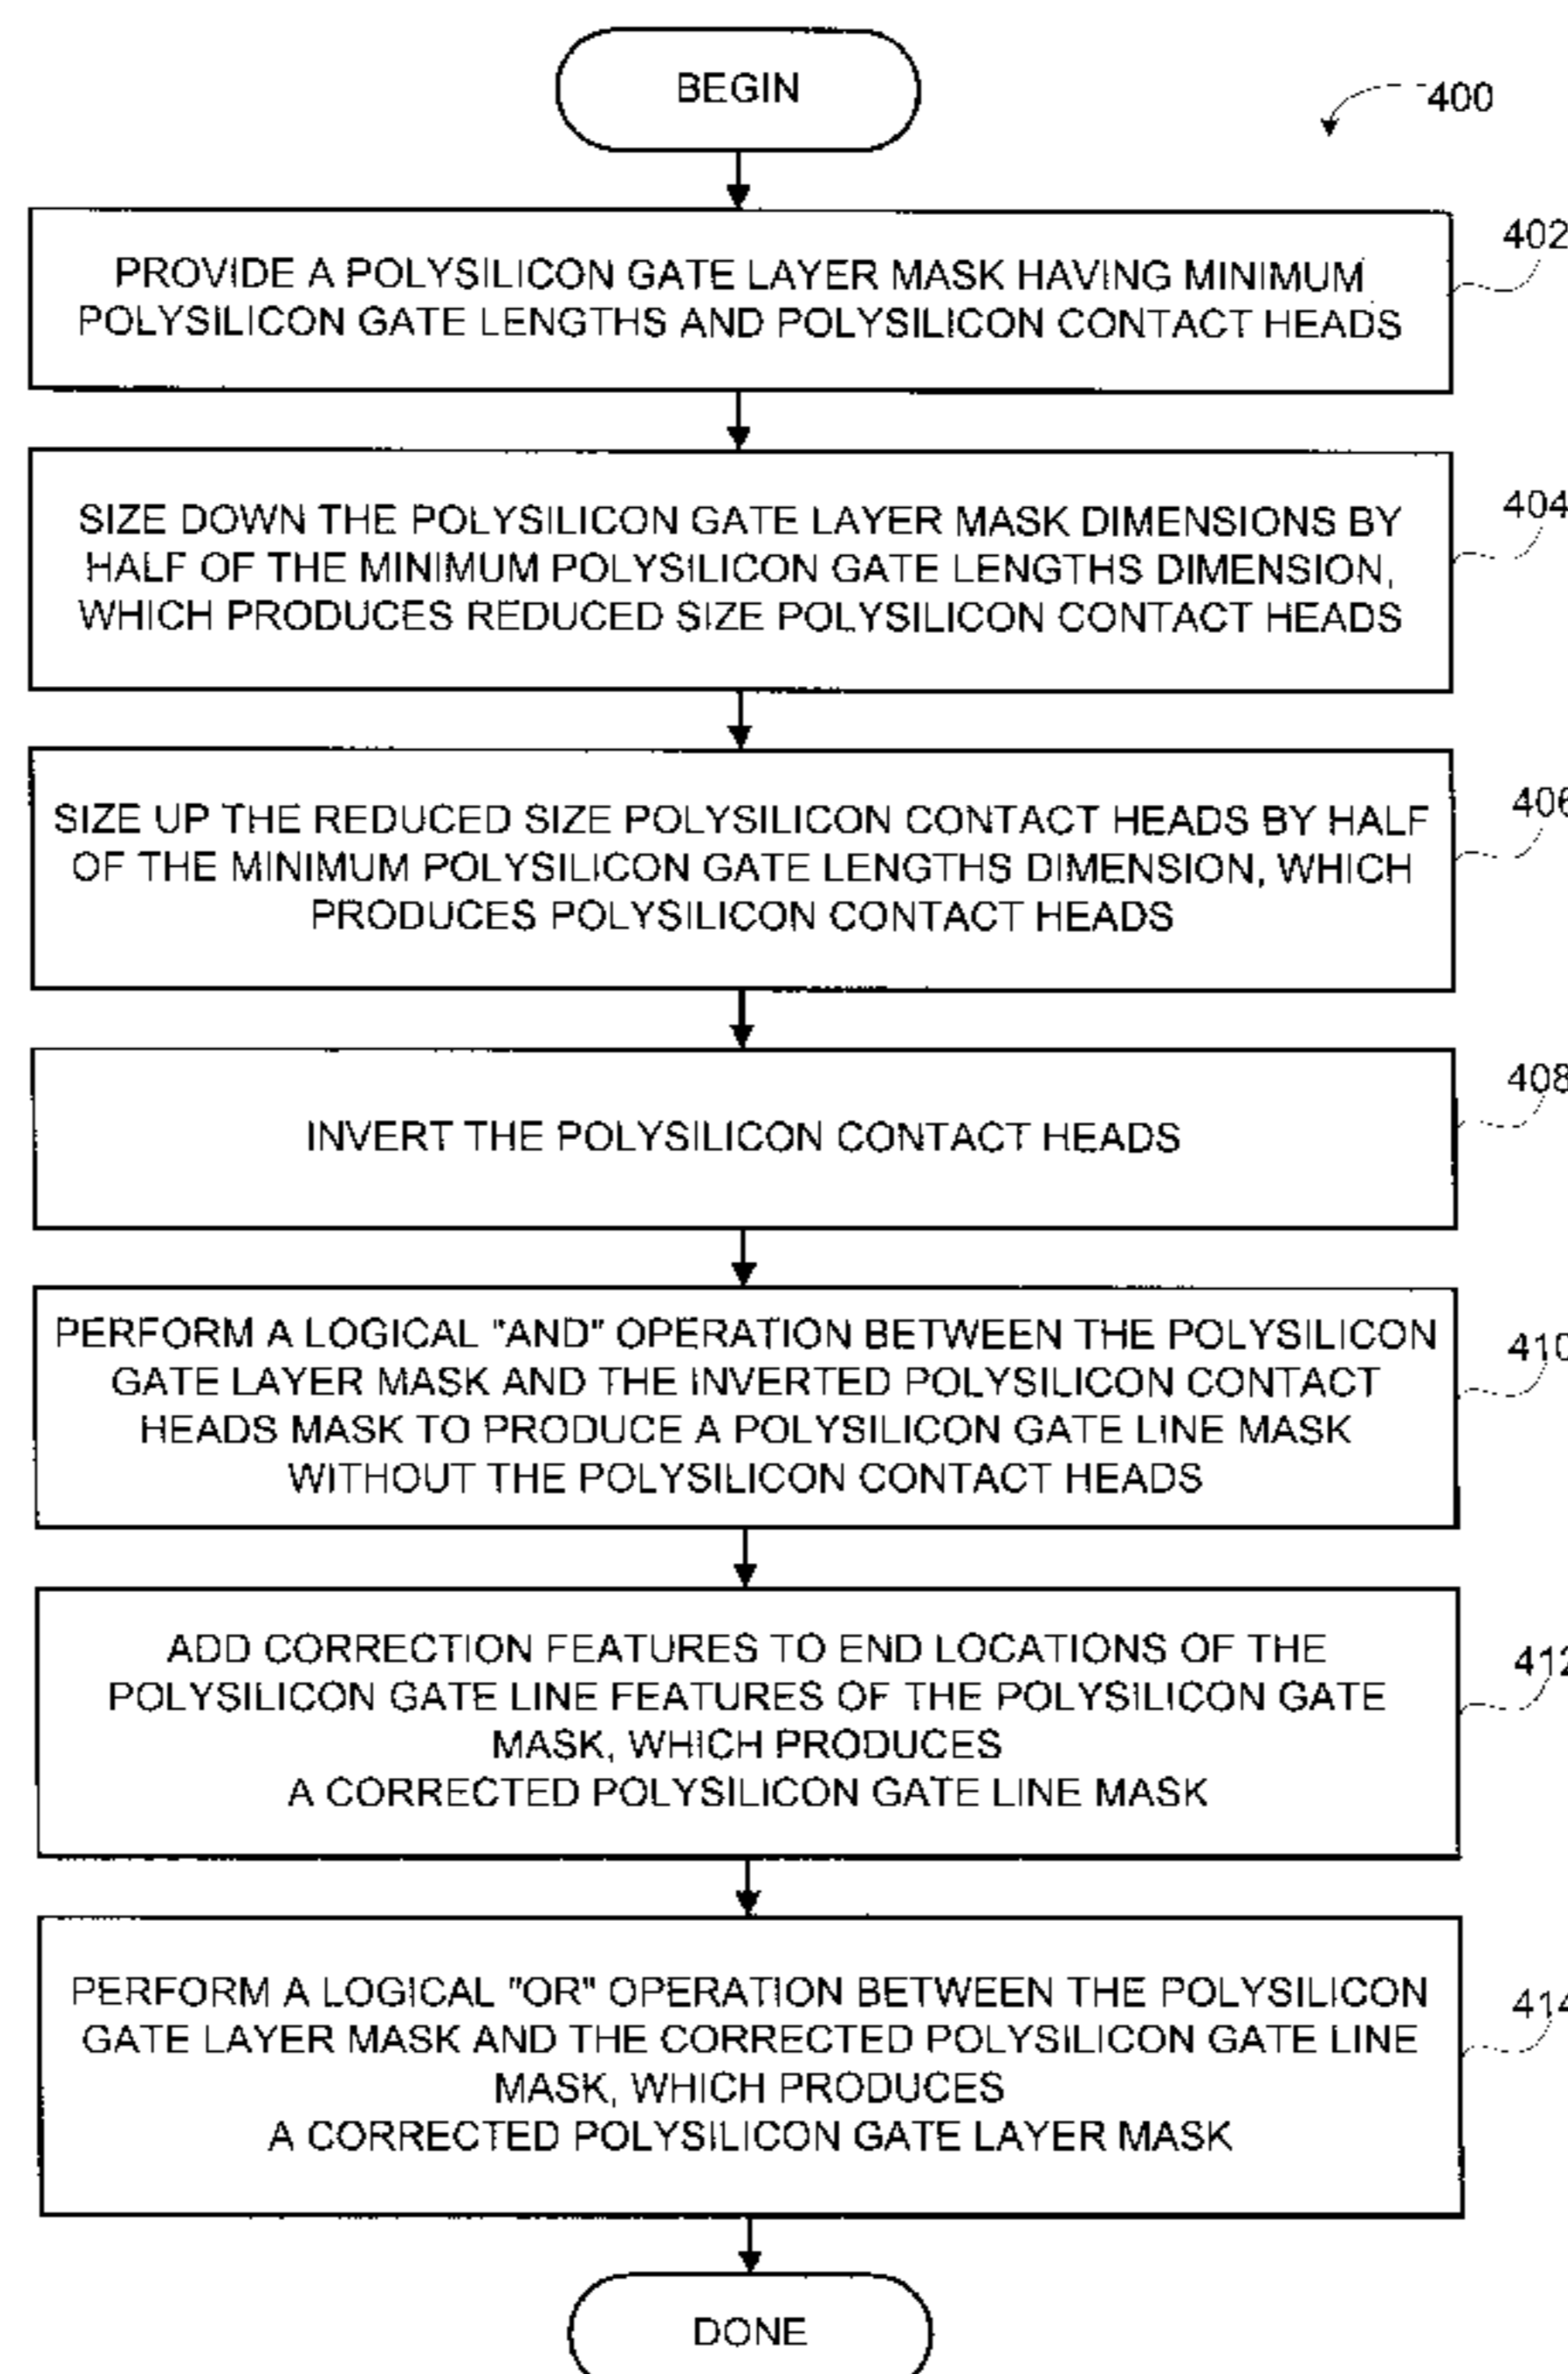 BEGIN
400
PROVIDE A POLYSILICON GATE LAYER MASK HAVING MINIMUM
POLYSILICON GATE LENGTHS AND POLYSILICON CONTACT HEADS
402
SIZE DOWN THE POLYSILICON GATE LAYER MASK DIMENSIONS BY
HALF OF THE MINIMUM POLYSILICON GATE LENGTHS DIMENSION,
WHICH PRODUCES REDUCED SIZE POLYSILICON CONTACT HEADS
404
SIZE UP THE REDUCED SIZE POLYSILICON CONTACT HEADS BY HALF
OF THE MINIMUM POLYSILICON GATE LENGTHS DIMENSION, WHICH
PRODUCES POLYSILICON CONTACT HEADS
406
INVERT THE POLYSILICON CONTACT HEADS
408
PERFORM A LOGICAL "AND" OPERATION BETWEEN THE POLYSILICON
GATE LAYER MASK AND THE INVERTED POLYSILICON CONTACT
HEADS MASK TO PRODUCE A POLYSILICON GATE LINE MASK
WITHOUT THE POLYSILICON CONTACT HEADS
410
ADD CORRECTION FEATURES TO END LOCATIONS OF THE
POLYSILICON GATE LINE FEATURES OF THE POLYSILICON GATE
MASK, WHICH PRODUCES
A CORRECTED POLYSILICON GATE LINE MASK
412
PERFORM A LOGICAL "OR" OPERATION BETWEEN THE POLYSILICON
GATE LAYER MASK AND THE CORRECTED POLYSILICON GATE LINE
MASK, WHICH PRODUCES
A CORRECTED POLYSILICON GATE LAYER MASK
414
DONE